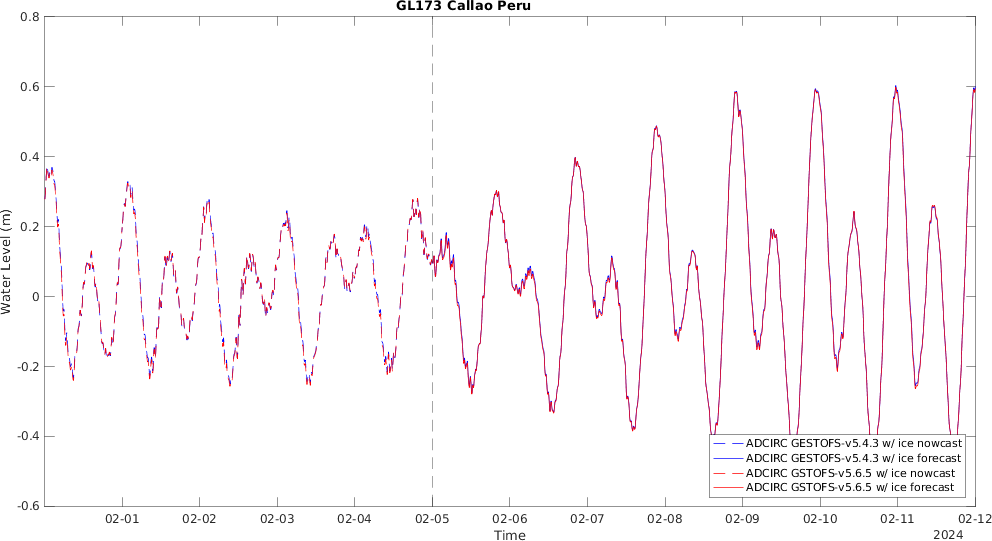 GL173 Callao Peru
0.8
0.6
0.4
0.2
0
-0.2
-0.4
-0.6
Water Level (m)
ADCIRC GESTOFS-v5.4.3 w/ ice nowcast
ADCIRC GESTOFS-v5.4.3 w/ ice forecast
ADCIRC GSTOFS-v5.6.5 w/ ice nowcast
ADCIRC GSTOFS-v5.6.5 w/ ice forecast
02-01 02-02 02-03 02-04 02-05 02-06 02-07 02-08 02-09 02-10 02-11 02-12
Time
2024